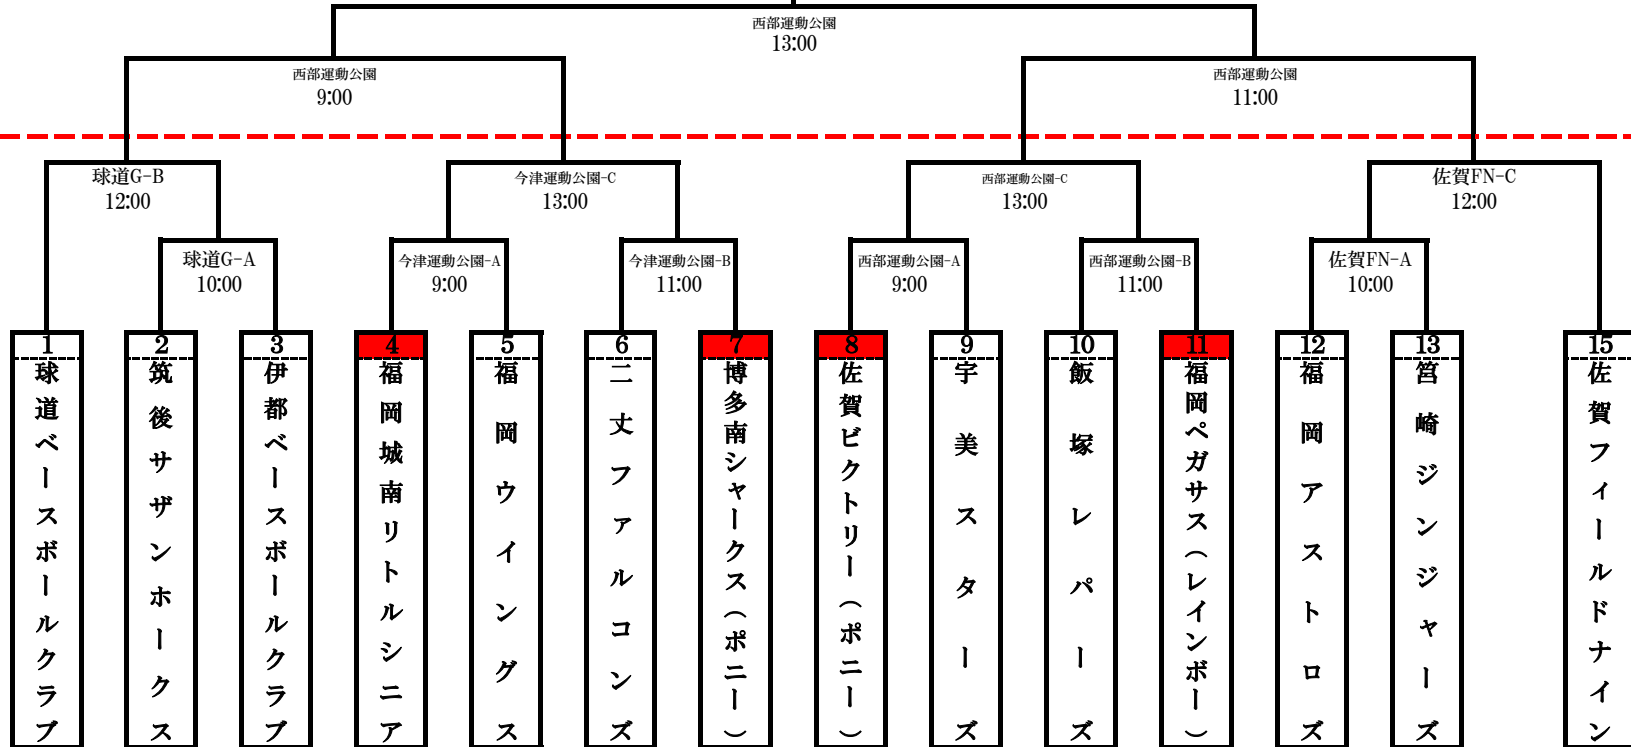 西部運動公園
13:00
西部運動公園
9:00
西部運動公園
11:00
球道G-B
12:00
今津運動公園-C
13:00
西部運動公園-C
13:00
佐賀FN-C
12:00
球道G-A
10:00
今津運動公園-A
9:00
今津運動公園-B
11:00
西部運動公園-A
9:00
西部運動公園-B
11:00
佐賀FN-A
10:00
1
球道ベースボールクラブ
2
筑後サザンホークス
3
伊都ベースボールクラブ
4
福岡城南リトルシニア
5
福岡ウイングス
6
二丈ファルコンズ
7
博多南シャークス（ポニー）
8
佐賀ビクトリー（ポニー）
9
宇美スターズ
10
飯塚レパーズ
11
福岡ペガサス（レインボー）
12
福岡アストロズ
13
筥崎ジンジャーズ
15
佐賀フィールドナイン